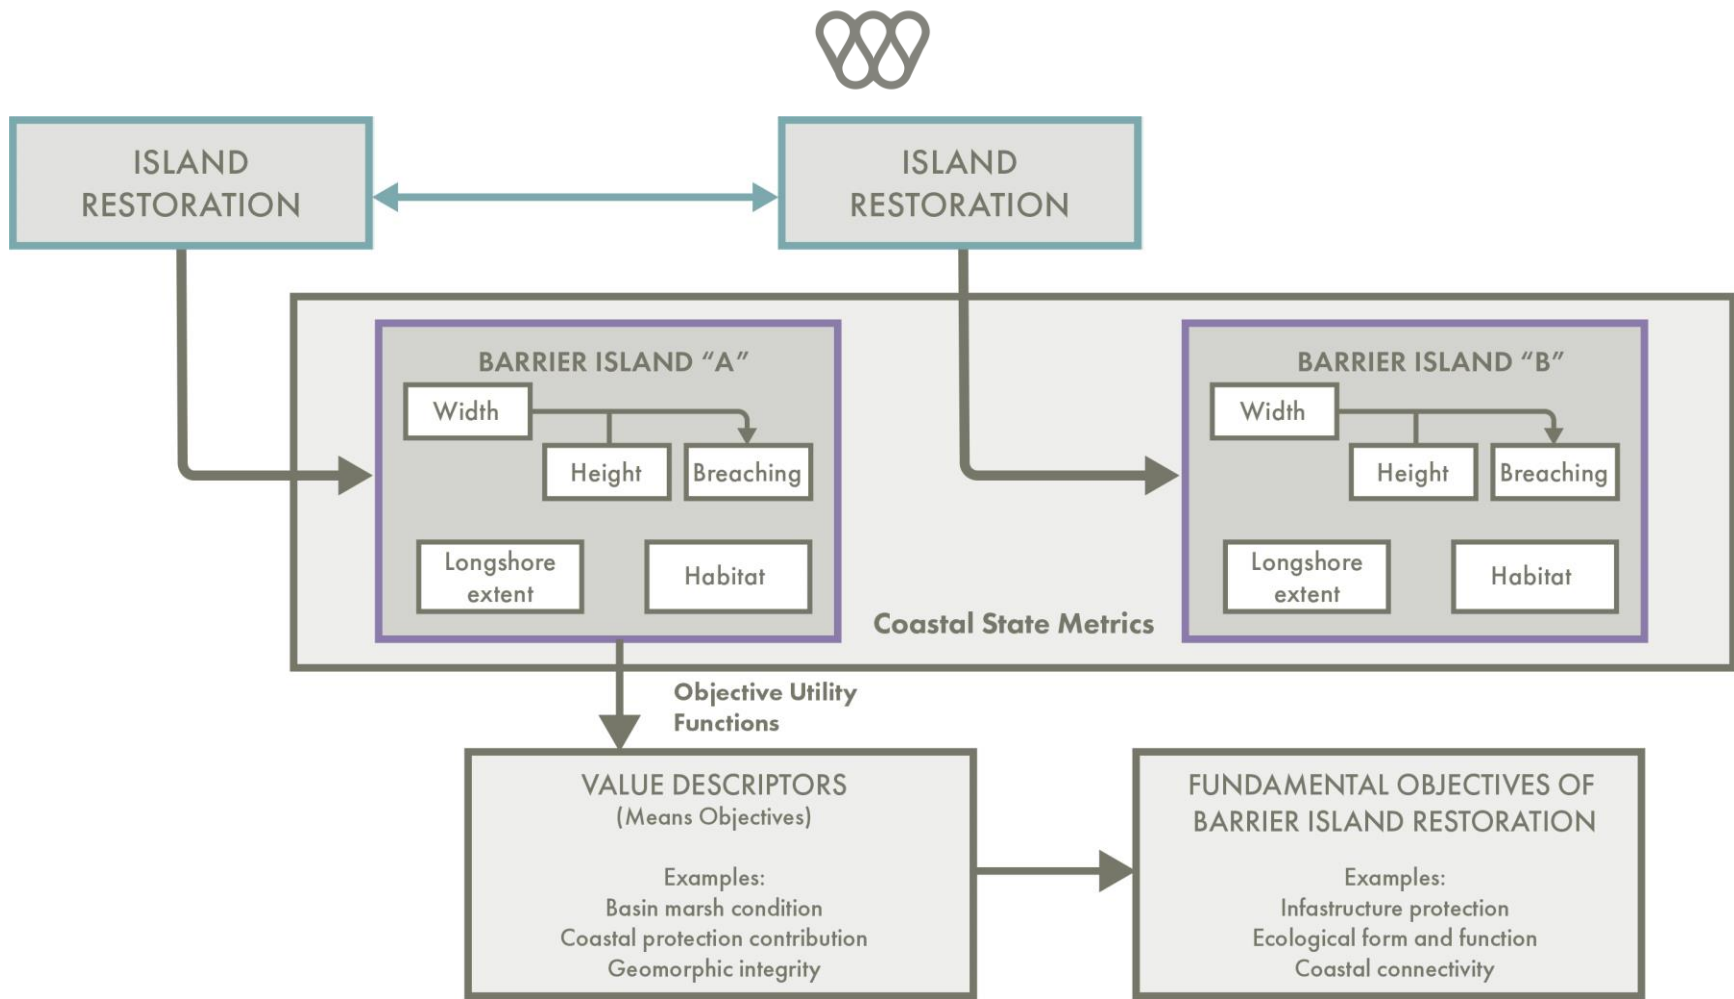 ISLAND
RESTORATION
ISLAND
RESTORATION
BARRIER ISLAND “A”
Width
Height
Breaching
Longshore
extent
Habitat
BARRIER ISLAND “B”
Width
Height
Breaching
Longshore
extent
Habitat
Coastal State Metrics
Objective Utility
Functions
VALUE DESCRIPTORS
(Means Objectives)
Examples:
Basin marsh condition
Coastal protection contribution
Geomorphic integrity
FUNDAMENTAL OBJECTIVES OF
BARRIER ISLAND RESTORATION
Examples:
Infastructure protection
Ecological form and function
Coastal connectivity